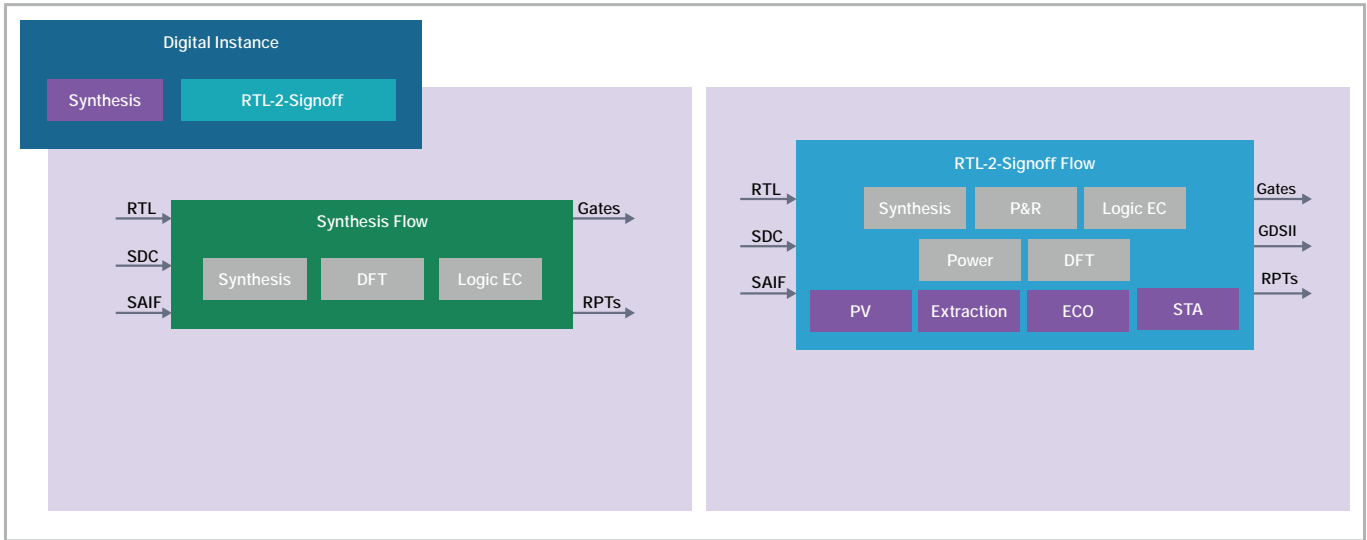 Digital Instance
Synthesis
RTL-2-Signoff
RTL
SDC
SAIF
Synthesis Flow
Synthesis
DFT
Logic EC
Gates
RPTs
RTL
SDC
SAIF
RTL-2-Signoff Flow
Synthesis
P&R
Logic EC
Power
DFT
PV
Extraction
ECO
STA
Gates
GDSII
RPTs